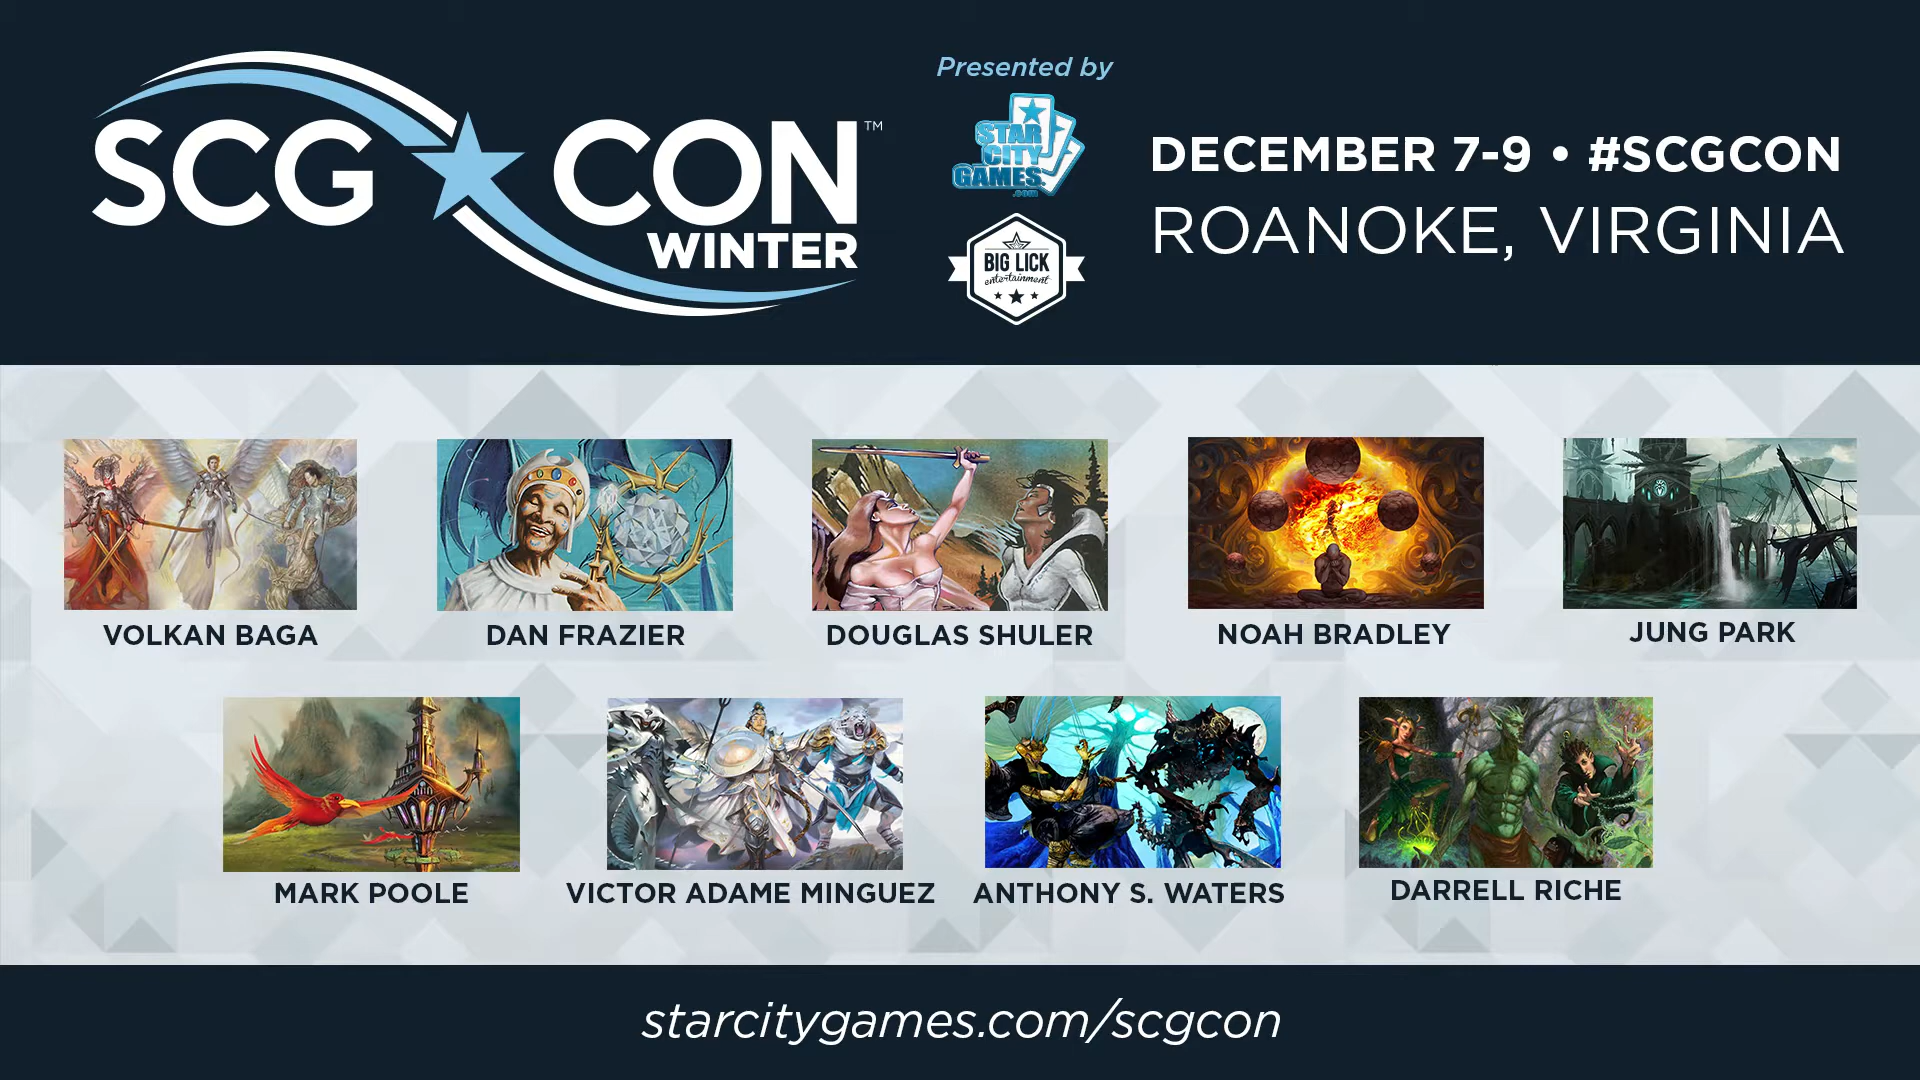 SCG CON™
WINTER
Presented by
STAR
CITY
GAMES
.COM
BIG LICK
entertainment
DECEMBER 7-9 • #SCGCON
ROANOKE, VIRGINIA
VOLKAN BAGA
DAN FRAZIER
DOUGLAS SHULER
NOAH BRADLEY
JUNG PARK
MARK POOLE
VICTOR ADAME MINGUEZ
ANTHONY S. WATERS
DARRELL RICHE
starcitygames.com/scgcon